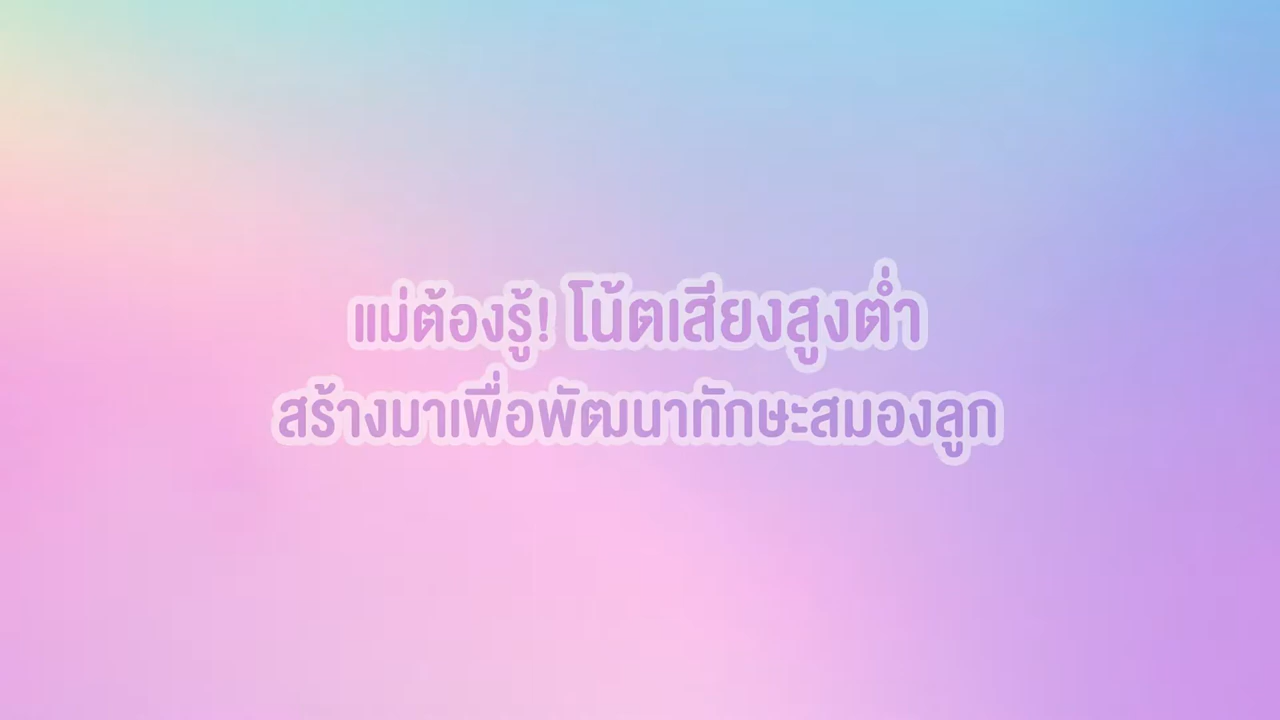 แม่ต้องรู้! โน้ตเสียงสูงต่ำ
สร้างมาเพื่อพัฒนาทักษะสมองลูก